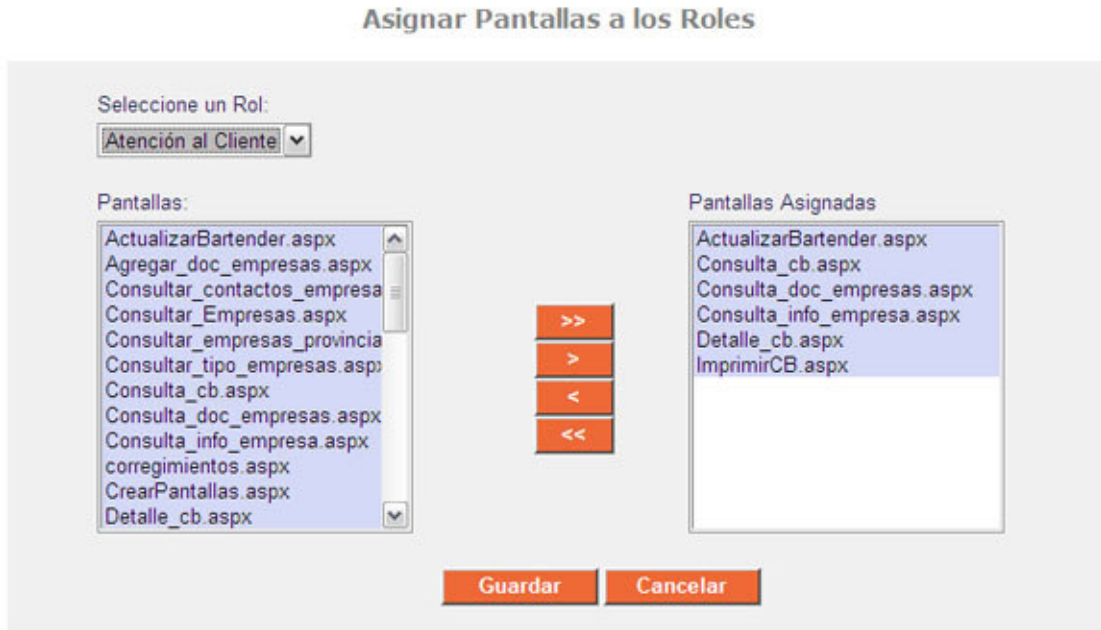 Asignar Pantallas a los Roles
Seleccione un Rol:
Atención al Cliente
Pantallas:
ActualizarBartender.aspx
Agregar_doc_empresas.aspx
Consultar_contactos_empresa
Consultar_Empresas.aspx
Consultar_empresas_provincia
Consultar_tipo_empresas.aspx
Consulta_cb.aspx
Consulta_doc_empresas.aspx
Consulta_info_empresa.aspx
corregimientos.aspx
CrearPantallas.aspx
Detalle_cb.aspx
>>
>
<
<<
Pantallas Asignadas
ActualizarBartender.aspx
Consulta_cb.aspx
Consulta_doc_empresas.aspx
Consulta_info_empresa.aspx
Detalle_cb.aspx
ImprimirCB.aspx
Guardar
Cancelar